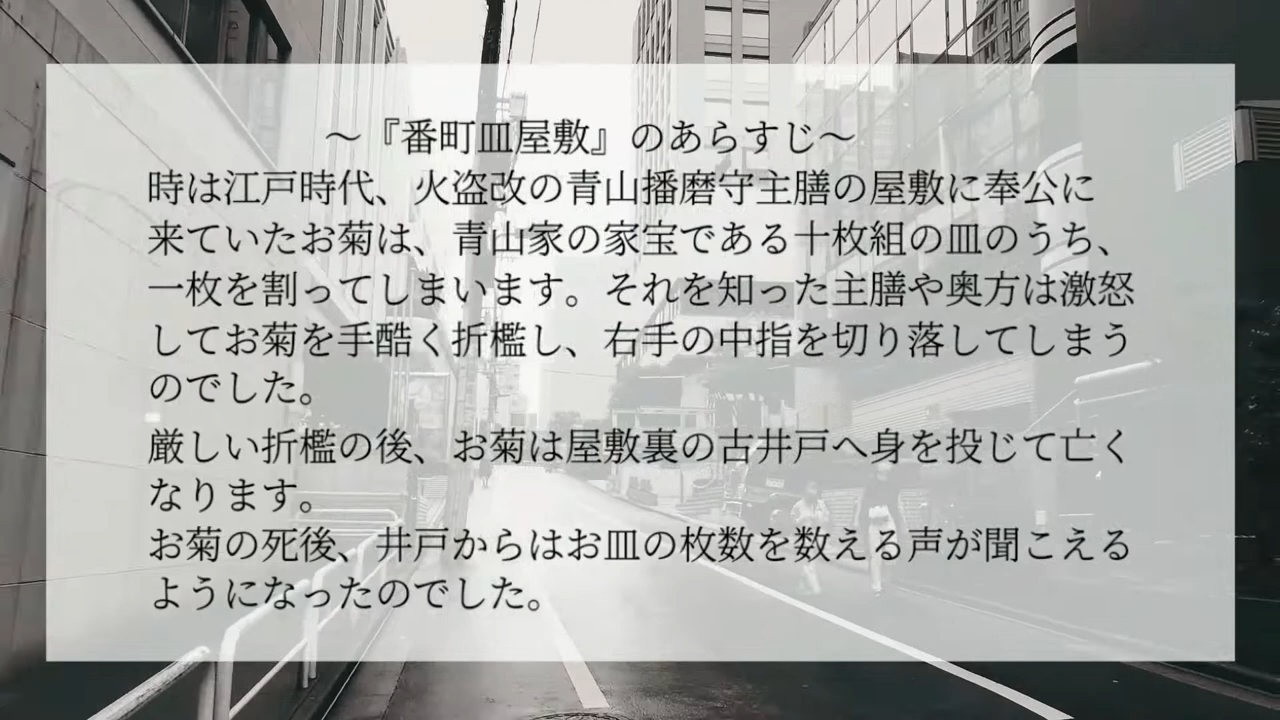 ～『番町皿屋敷』のあらすじ～
時は江戸時代、火盗改の青山播磨守主膳の屋敷に奉公に
来ていたお菊は、青山家の家宝である十枚組の皿のうち、
一枚を割ってしまいます。それを知った主膳や奥方は激怒
してお菊を手酷く折檻し、右手の中指を切り落してしまう
のでした。
厳しい折檻の後、お菊は屋敷裏の古井戸へ身を投じて亡く
なります。
お菊の死後、井戸からはお皿の枚数を数える声が聞こえる
ようになったのでした。